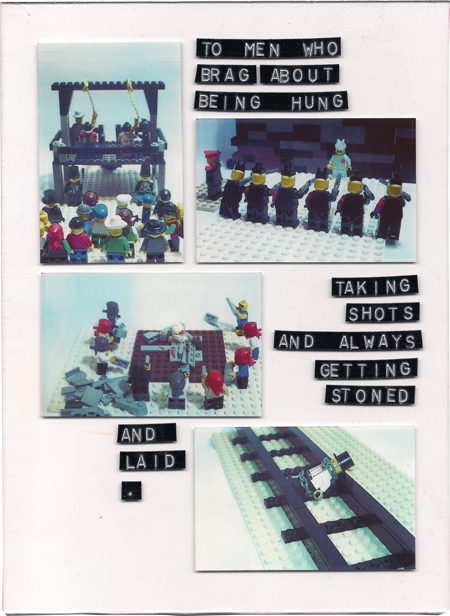 TO MEN WHO
BRAG ABOUT
BEING HUNG
TAKING
SHOTS
AND ALWAYS
GETTING
STONED
AND
LAID
.